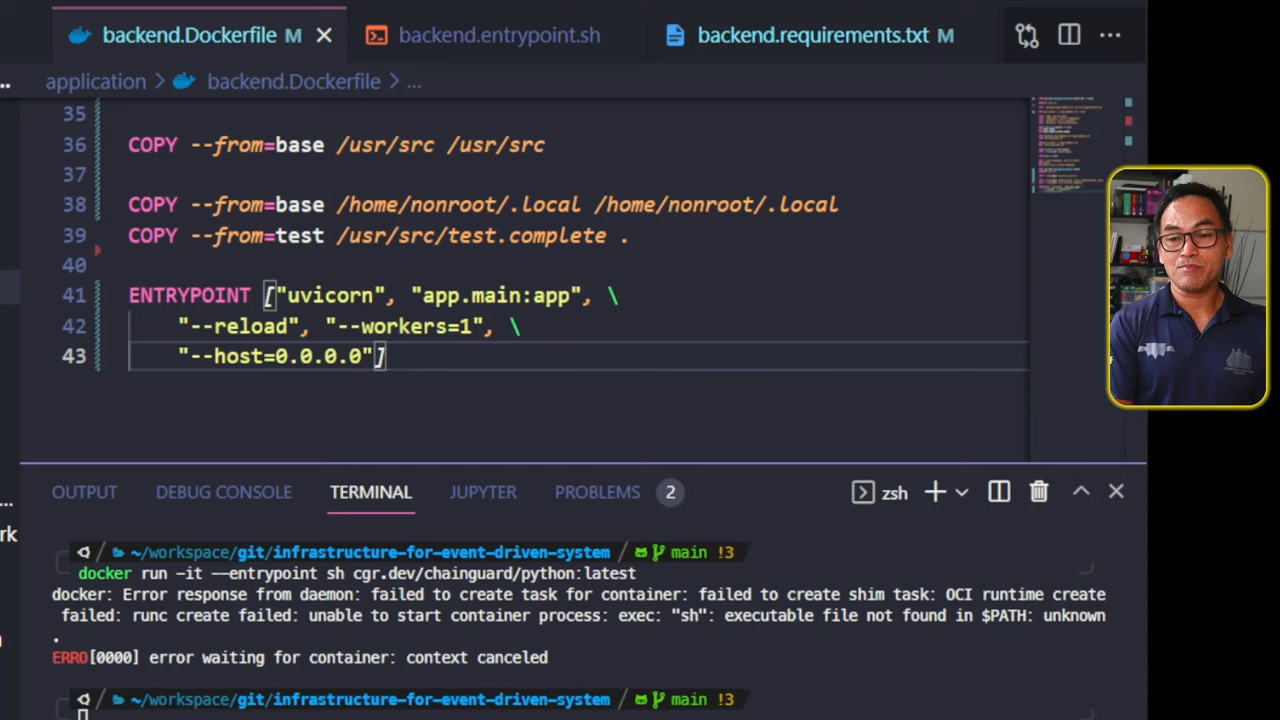 backend.Dockerfile M
backend.entrypoint.sh
backend.requirements.txt M
application > backend.Dockerfile > ...
35
36 COPY --from=base /usr/src /usr/src
37
38 COPY --from=base /home/nonroot/.local /home/nonroot/.local
39 COPY --from=test /usr/src/test.complete .
40
41 ENTRYPOINT ["uvicorn", "app.main:app", \
42 "--reload", "--workers=1", \
43 "--host=0.0.0.0"]
OUTPUT DEBUG CONSOLE TERMINAL JUPYTER PROBLEMS 2 zsh
rk
~/workspace/git/infrastructure-for-event-driven-system / main !3
docker run -it --entrypoint sh cgr.dev/chainguard/python:latest
docker: Error response from daemon: failed to create task for container: failed to create shim task: OCI runtime create
failed: runc create failed: unable to start container process: exec: "sh": executable file not found in $PATH: unknown
.
ERRO[0000] error waiting for container: context canceled
~/workspace/git/infrastructure-for-event-driven-system / main !3